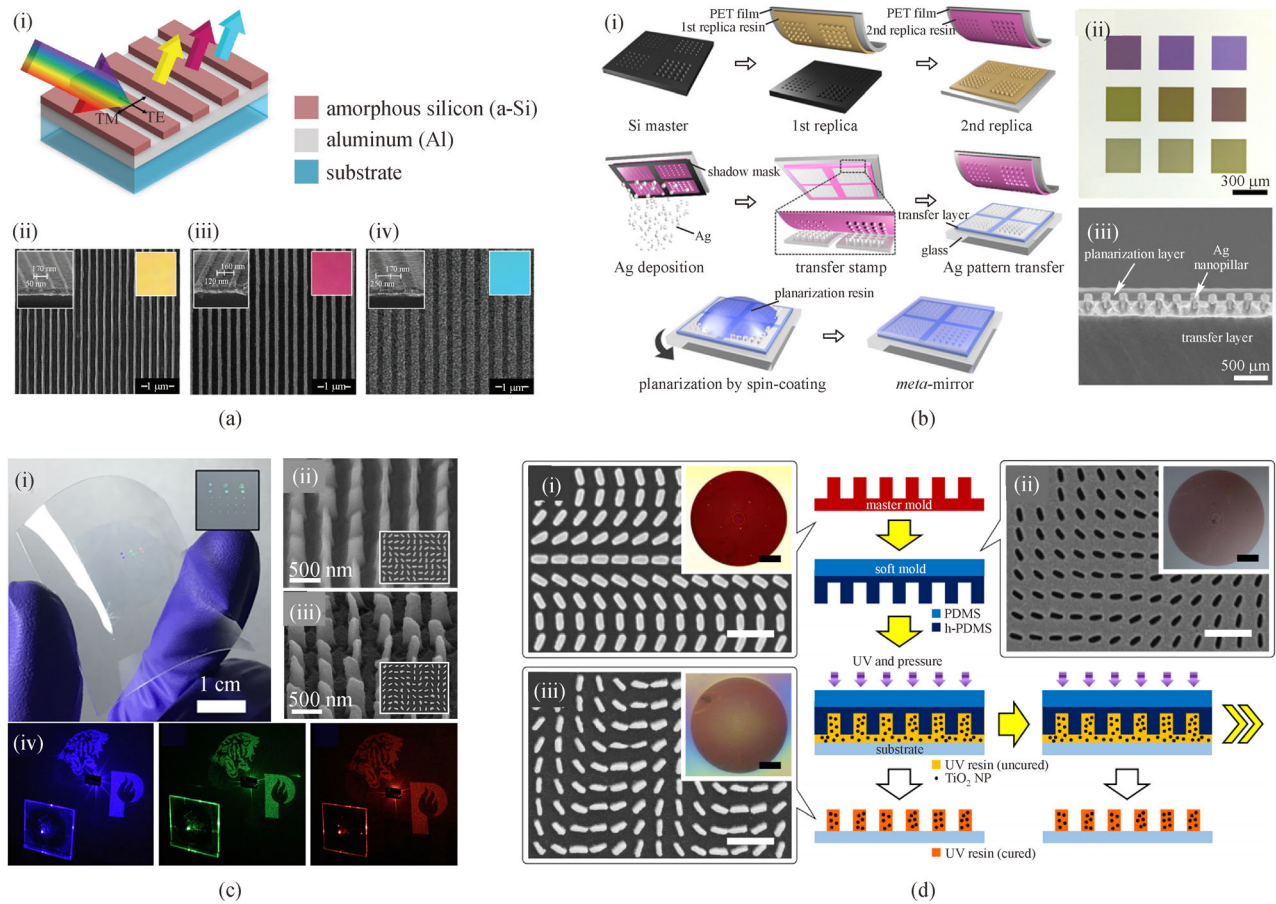 (i)
TM
TE
amorphous silicon (a-Si)
aluminum (Al)
substrate
(ii)
170 nm
50 nm
1 μm
(iii)
160 nm
120 nm
1 μm
(iv)
170 nm
250 nm
1 μm
(a)
(i)
PET film
1st replica resin
PET film
2nd replica resin
Si master
1st replica
2nd replica
shadow mask
Ag
transfer layer
glass
Ag deposition
transfer stamp
Ag pattern transfer
planarization resin
planarization by spin-coating
meta-mirror
(ii)
300 μm
(iii)
planarization layer
Ag
nanopillar
transfer layer
500 μm
(b)
(i)
1 cm
(ii)
500 nm
(iii)
500 nm
(iv)
(c)
(i)
master mold
soft mold
PDMS
h-PDMS
UV and pressure
substrate
UV resin (uncured)
TiO2 NP
UV resin (cured)
(ii)
(iii)
(d)